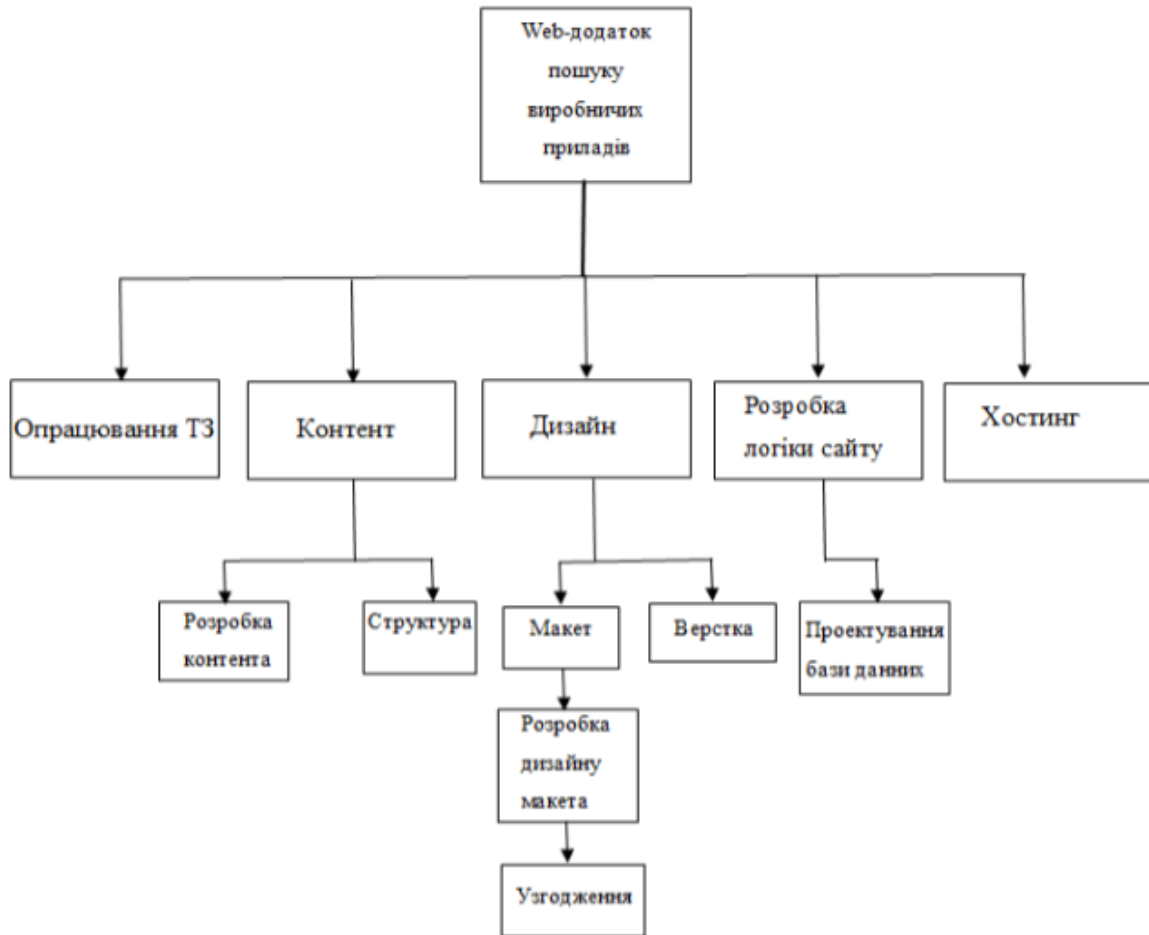 Web-додаток
пошуку
виробничих
приладів
Опрацювання ТЗ
Контент
Дизайн
Розробка
логіки сайту
Хостинг
Розробка
контента
Структура
Макет
Верстка
Проектування
бази данних
Розробка
дизайну
макета
Узгодження